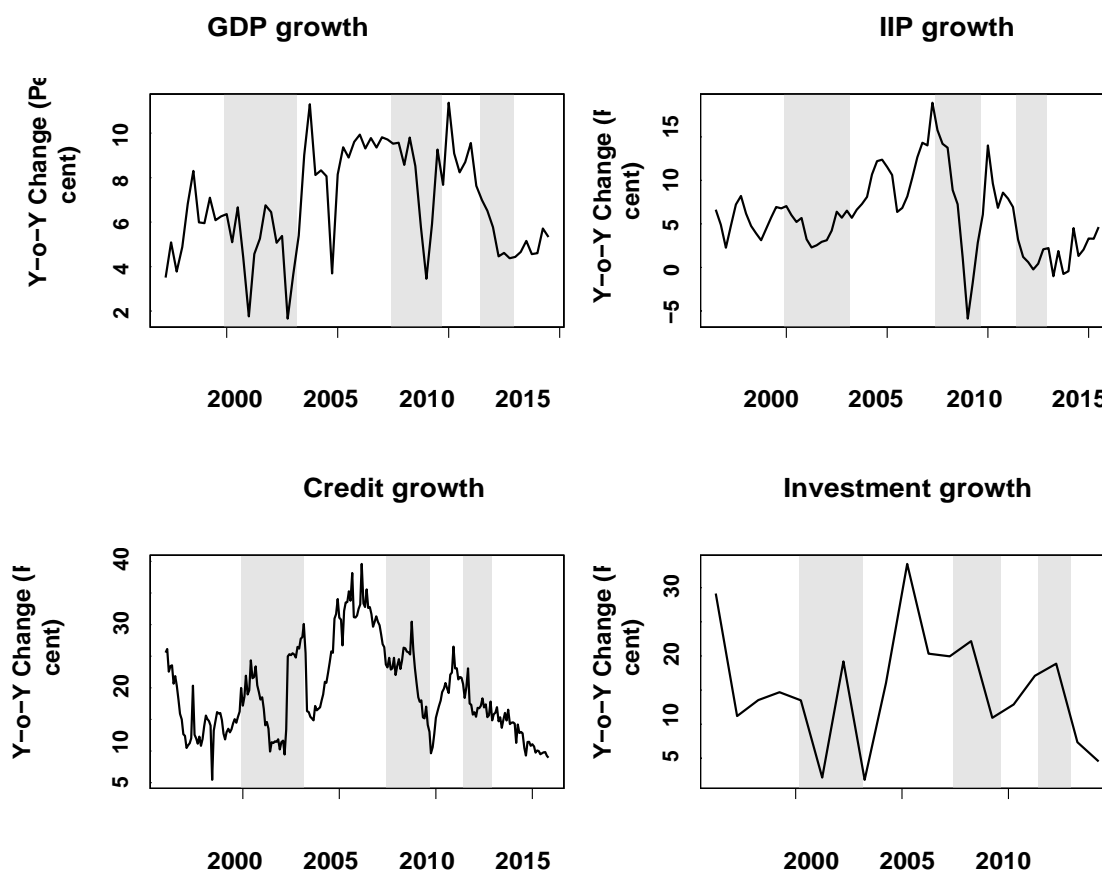 GDP growth
Y−o−Y Change (Pe
cent)
2 4 6 8 10
2000 2005 2010 2015
IIP growth
Y−o−Y Change (
cent)
−5 0 5 10 15
2000 2005 2010 2015
Credit growth
Y−o−Y Change (
cent)
5 10 20 30 40
2000 2005 2010 2015
Investment growth
Y−o−Y Change (
cent)
5 10 20 30
2000 2005 2010